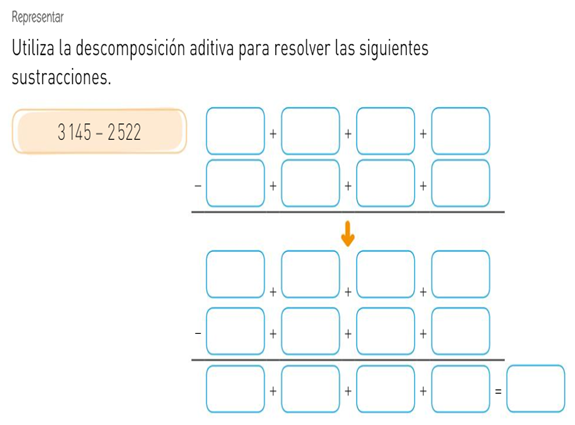 Representar
Utiliza la descomposición aditiva para resolver las siguientes
sustracciones.
3 145 – 2 522
+ + +
– + + +
+ + +
– + + +
+ + + =